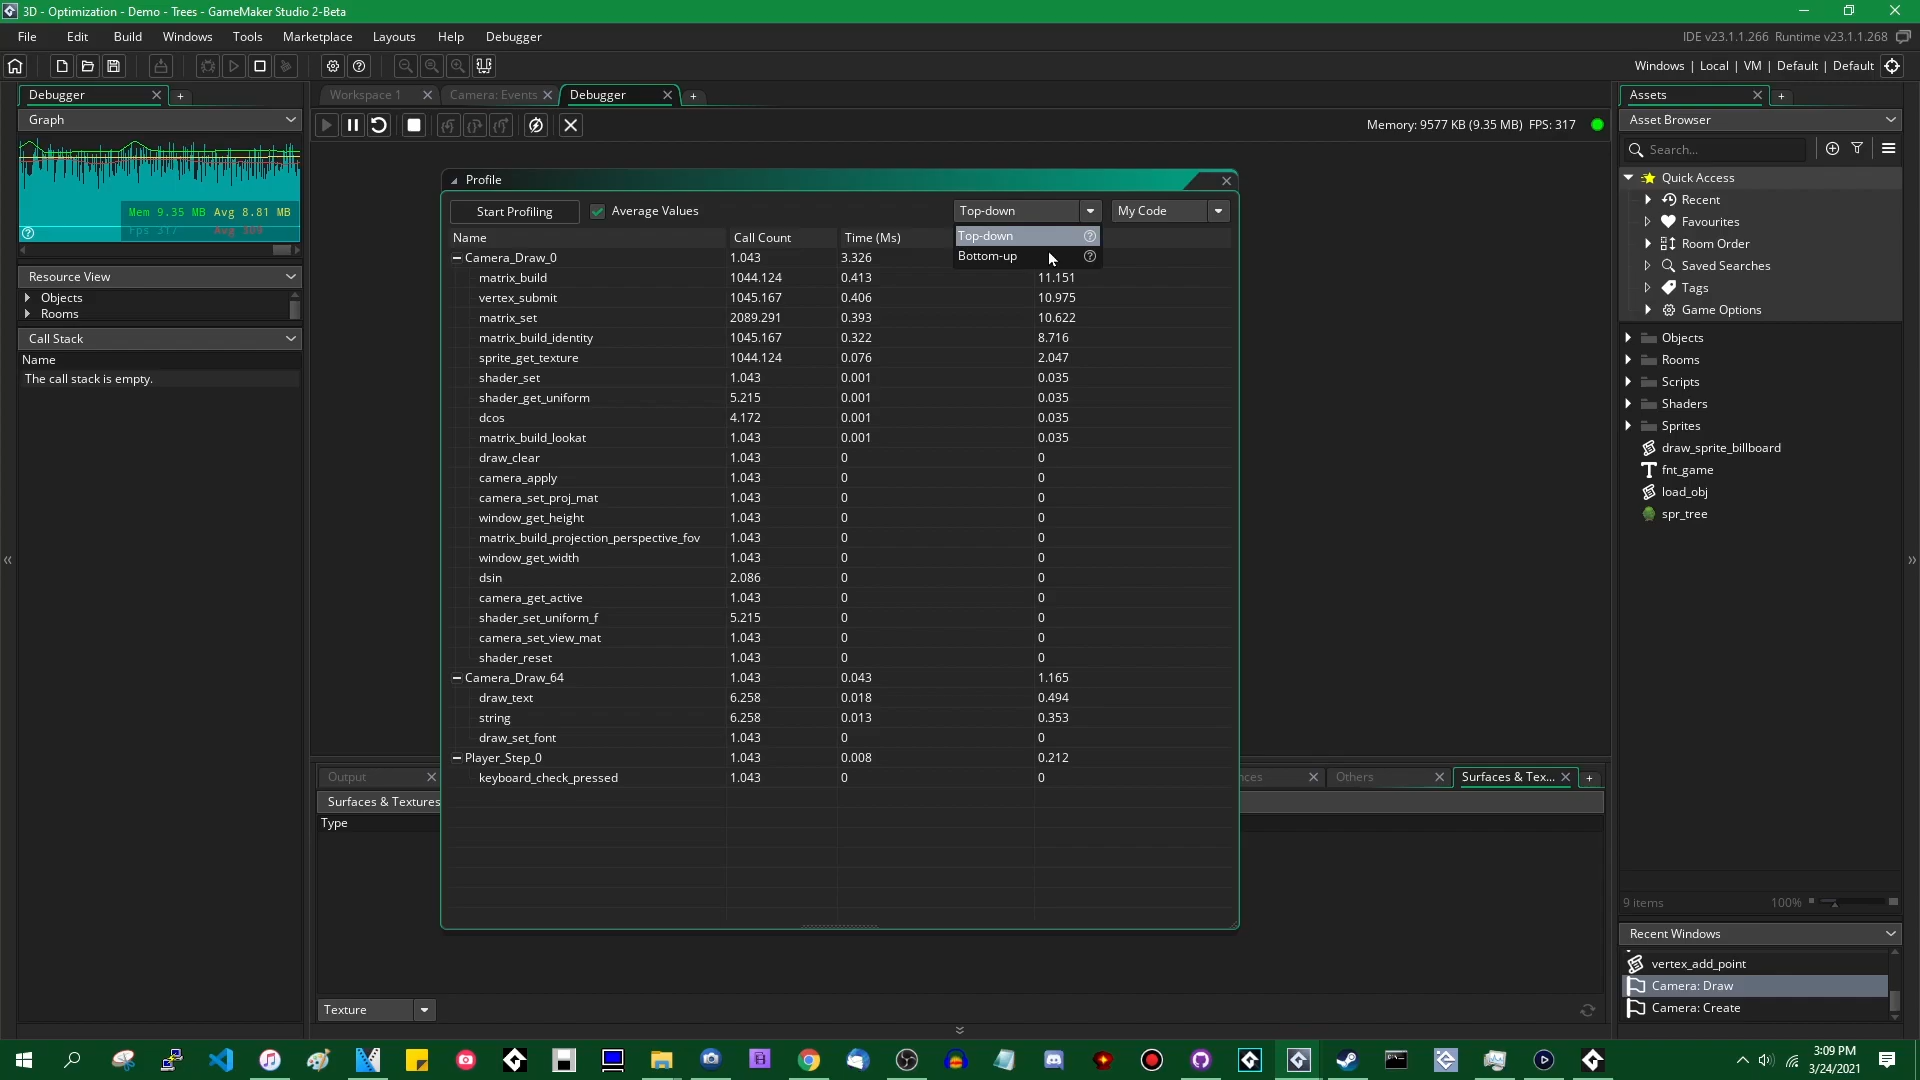 3D - Optimization - Demo - Trees - GameMaker Studio 2-Beta
File Edit Build Windows Tools Marketplace Layouts Help Debugger
IDE v23.1.1.266 Runtime v23.1.1.268
Windows | Local | VM | Default | Default
Debugger
Workspace 1 Camera: Events Debugger
Assets
Graph
Mem 9.35 MB Avg 8.81 MB
Fps 317 Avg 309
Memory: 9577 KB (9.35 MB) FPS: 317
Resource View
Objects
Rooms
Call Stack
Name
The call stack is empty.
Profile
Start Profiling Average Values Top-down My Code
Top-down
Bottom-up
Name Call Count Time (Ms)
Camera_Draw_0 1.043 3.326
matrix_build 1044.124 0.413 11.151
vertex_submit 1045.167 0.406 10.975
matrix_set 2089.291 0.393 10.622
matrix_build_identity 1045.167 0.322 8.716
sprite_get_texture 1044.124 0.076 2.047
shader_set 1.043 0.001 0.035
shader_get_uniform 5.215 0.001 0.035
dcos 4.172 0.001 0.035
matrix_build_lookat 1.043 0.001 0.035
draw_clear 1.043 0 0
camera_apply 1.043 0 0
camera_set_proj_mat 1.043 0 0
window_get_height 1.043 0 0
matrix_build_projection_perspective_fov 1.043 0 0
window_get_width 1.043 0 0
dsin 2.086 0 0
camera_get_active 1.043 0 0
shader_set_uniform_f 5.215 0 0
camera_set_view_mat 1.043 0 0
shader_reset 1.043 0 0
Camera_Draw_64 1.043 0.043 1.165
draw_text 6.258 0.018 0.494
string 6.258 0.013 0.353
draw_set_font 1.043 0 0
Player_Step_0 1.043 0.008 0.212
keyboard_check_pressed 1.043 0 0
Output
nces Others Surfaces & Tex...
Surfaces & Textures
Type
Texture
Asset Browser
Search...
Quick Access
Recent
Favourites
Room Order
Saved Searches
Tags
Game Options
Objects
Rooms
Scripts
Shaders
Sprites
draw_sprite_billboard
fnt_game
load_obj
spr_tree
9 items 100%
Recent Windows
vertex_add_point
Camera: Draw
Camera: Create
3:09 PM
3/24/2021